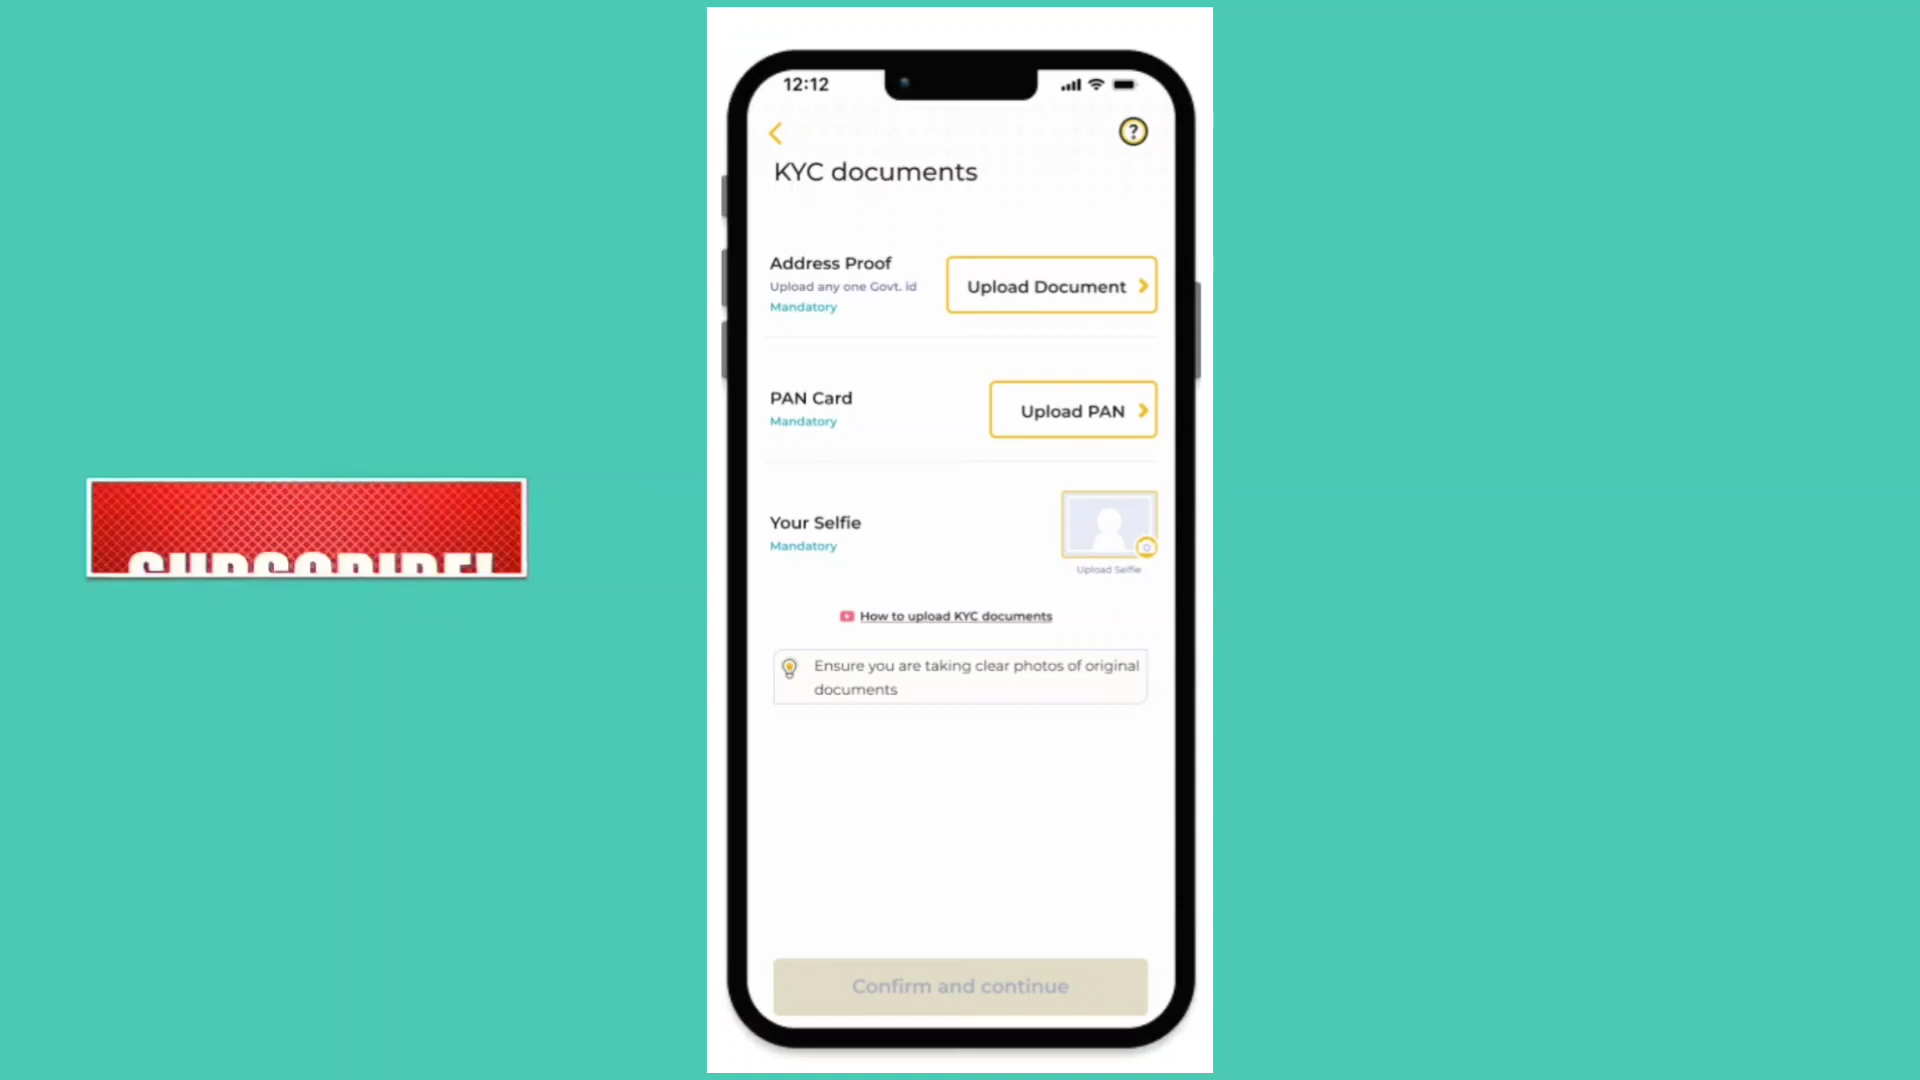 12:12
?
KYC documents
Address Proof
Upload any one Govt. id
Mandatory
Upload Document
PAN Card
Mandatory
Upload PAN
Your Selfie
Mandatory
Upload Selfie
SUBSCRIBE!
How to upload KYC documents
Ensure you are taking clear photos of original
documents
Confirm and continue